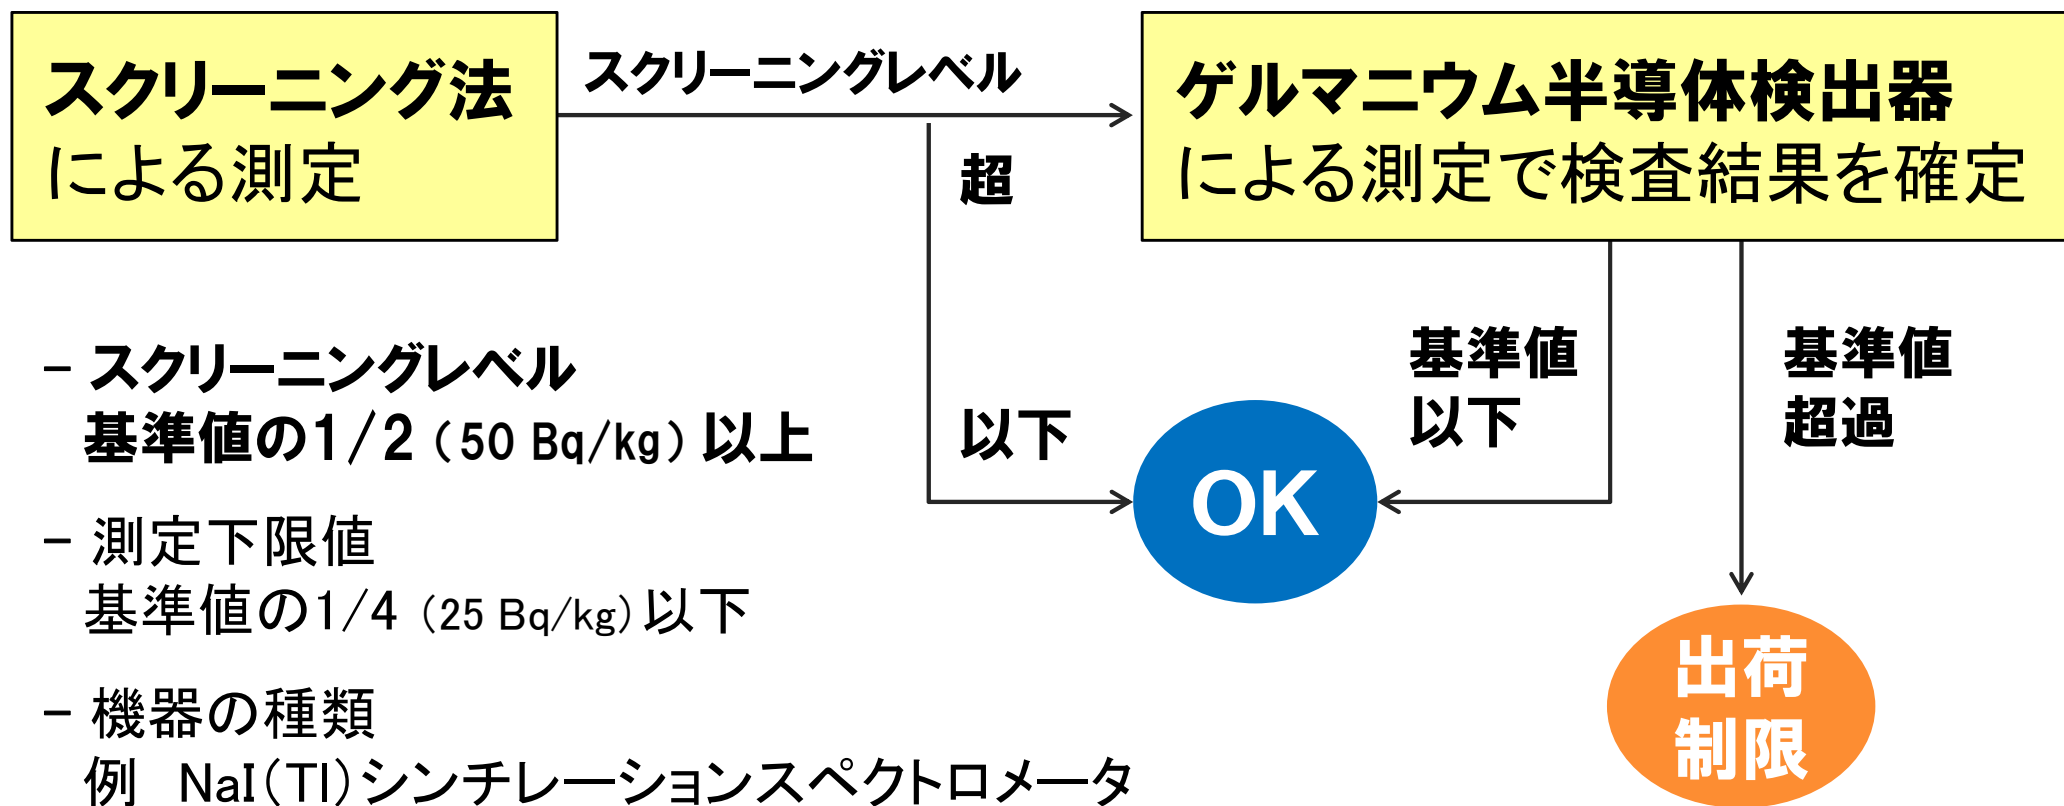 スクリーニング法
による測定
スクリーニングレベル
超
以下
ゲルマニウム半導体検出器
による測定で検査結果を確定
基準値
以下
基準値
超過
OK
出荷
制限
− スクリーニングレベル
基準値の1/2（50 Bq/kg）以上
− 測定下限値
基準値の1/4（25 Bq/kg）以下
− 機器の種類
例　NaI(Tl)シンチレーションスペクトロメータ